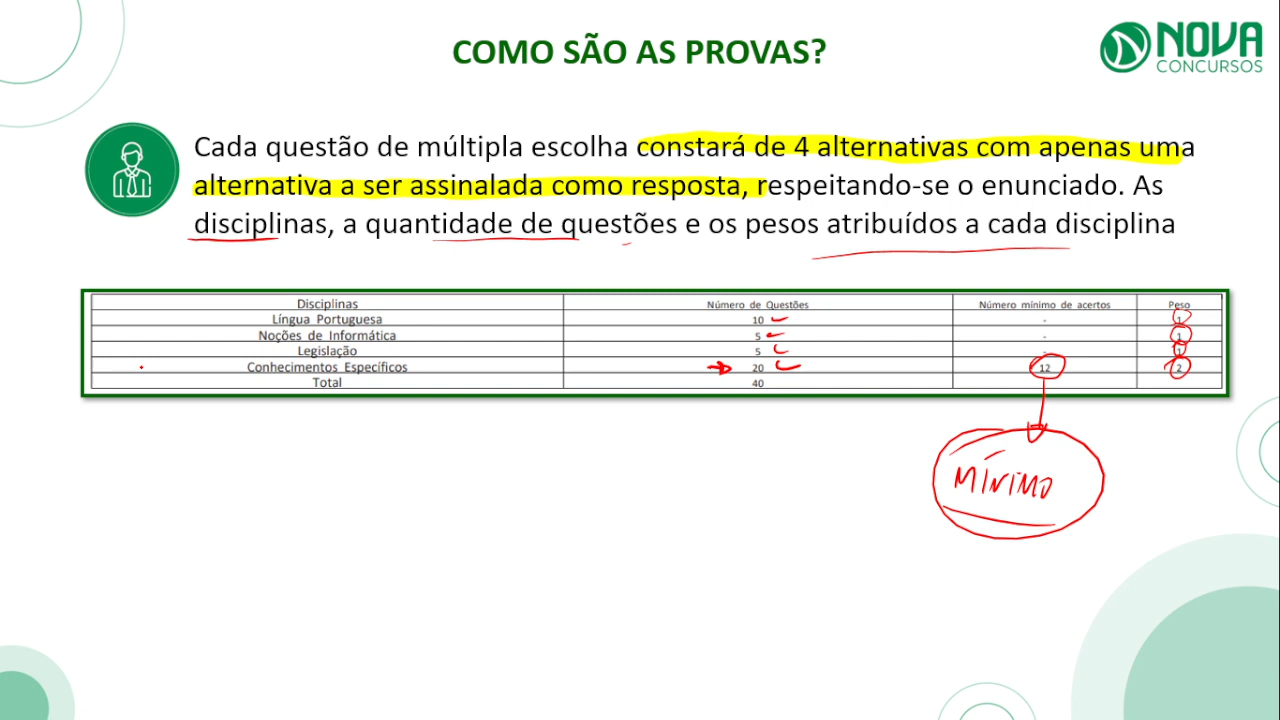 COMO SÃO AS PROVAS?
NOVA
CONCURSOS
Cada questão de múltipla escolha constará de 4 alternativas com apenas uma
alternativa a ser assinalada como resposta, respeitando-se o enunciado. As
disciplinas, a quantidade de questões e os pesos atribuídos a cada disciplina
Disciplinas Número de Questões Número mínimo de acertos Peso
Língua Portuguesa 10 - 1
Noções de Informática 5 - 1
Legislação 5 - 1
Conhecimentos Específicos 20 12 2
Total 40
MÍNIMO